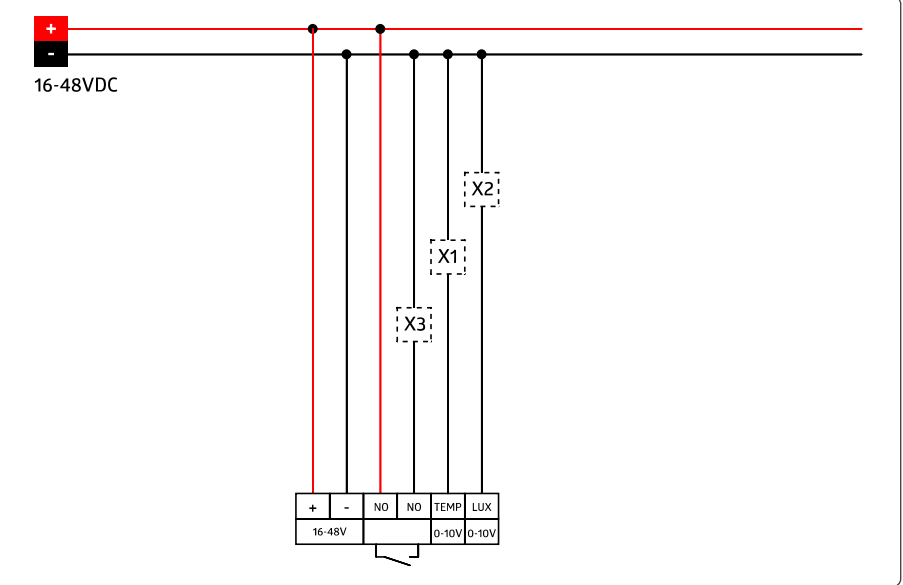 +
-
16-48VDC
X2
X1
X3
+ - NO NO TEMP LUX
16-48V 0-10V 0-10V